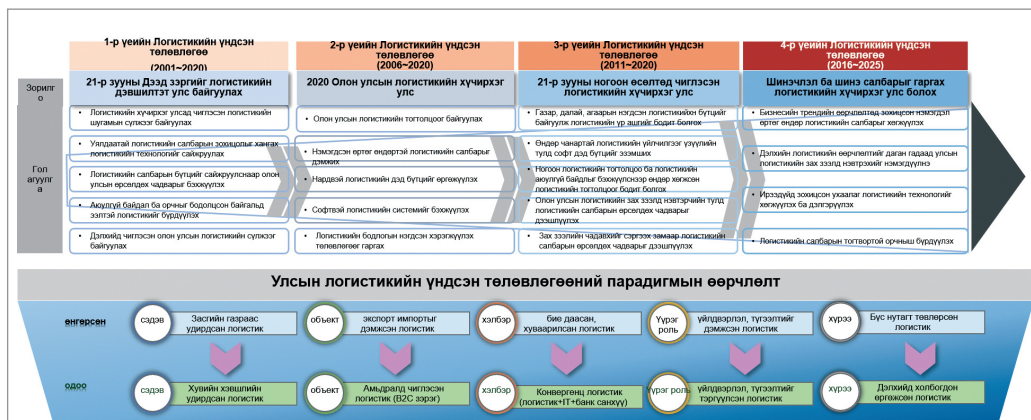 1-р үеийн Логистикийн үндсэн
төлөвлөгөө
(2001~2020)
2-р үеийн Логистикийн үндсэн
төлөвлөгөө
(2006~2020)
3-р үеийн Логистикийн үндсэн
төлөвлөгөө
(2011~2020)
4-р үеийн Логистикийн үндсэн
төлөвлөгөө
(2016~2025)
Зорилг
о
21-р зууны Дээд зэргийг логистикийн
дэвшилтэт улс байгуулах
2020 Олон улсын логистикийн хүчирхэг
улс
21-р зууны ногоон өсөлтөд чиглэсэн
логистикийн хүчирхэг улс
Шинэчлэл ба шинэ салбарыг гаргах
логистикийн хүчирхэг улс болох
Гол
агуулг
а
• Логистикийн хүчирхэг улсад чиглэсэн логистикийн
шугамын сүлжээг байгуулах
• Уялдаатай логистикийн салбарын зохицолыг хангах
логистикийн технологийг сайжруулах
• Логистикийн салбарын бүтцийг сайжруулснаар олон
улсын өрсөлдөх чадварыг бэхжүүлэх
• Аюулгүй байдал ба орчныг бодолцсон байгальд
ээлтэй логистикийг бүрдүүлэх
• Дэлхийд чиглэсэн олон улсын логистикийн сүлжээг
байгуулах
• Олон улсын логистикийн тогтолцоог байгуулах
• Нэмэгдсэн өртөг өндөртэй логистикийн салбарыг
дэмжих
• Нардвэй логистикийн дэд бүтцийг өргөжүүлэх
• Софтвэй логистикийн системийг бэхжүүлэх
• Логистикийн бодлогын нэгдсэн хэрэгжүүлэх
төлөвлөгөөг гаргах
• Газар, далай, агаарын нэгдсэн логистикийхн бүтцийг
байгуулж логистикийн үр ашгийг бодит болгох
• Өндөр чанартай логистикийн үйлчилгээг үзүүлийн
тулд софт дэд бүтцийг эзэмших
• Ногоон логистикийн тогтолцоо ба логистикийн
аюулгүй байдлыг бэхжүүлснээр өндөр хөгжсөн
логистикийн тогтолцоог бодит болгох
• Олон улсын логистикийн зах зээлд нэвтэрчийн тулд
логистикийн салбарын өрсөлдөх чадварыг
дээшлүүлэх
• Зах зээлийн чадавхийг сэргээх замаар логистикийн
салбарын өрсөлдөх чадварыг дээшлүүлэх
• Бизнесийн трендийн өөрчлөлтөд зохицсон нэмэгдэл
өртөг өндөр логистикийн салбарыг хөгжүүлэх
• Дэлхийн логистикийн өөрчлөлтийг даган гадаад улсын
логистикийн зах зээлд нэвтрэхийг нэмэгдүүлнэ
• Ирээдүйд зохицсон ухаалаг логистикийн технологийг
хөгжүүлэх ба дэлгэрүүлэх
• Логистикийн салбарын тогтвортой орчныг бүрдүүлэх
Улсын логистикийн үндсэн төлөвлөгөөний парадигмын өөрчлөлт
өнгөрсөн
сэдэв
Засгийн газраас
удирдсан логистик
объект
экспорт импортыг
дэмжсэн логистик
хэлбэр
бие даасан,
хуваарилсан логистик
Үүрэг
роль
үйлдвэрлэл, түгээлтийг
дэмжсэн логистик
хүрээ
Бүс нутагт төвлөрсөн
логистик
одоо
сэдэв
Хувийн хэвшлийн
удирдсан логистик
объект
Амьдралд чиглэсэн
логистик (B2C зэрэг)
хэлбэр
Конвергенц логистик
(логистик+IT+банк санхүү)
Үүрэг роль
үйлдвэрлэл, түгээлтийг
тэргүүлсэн логистик
хүрээ
Дэлхийд холбогдон
өргөжсөн логистик